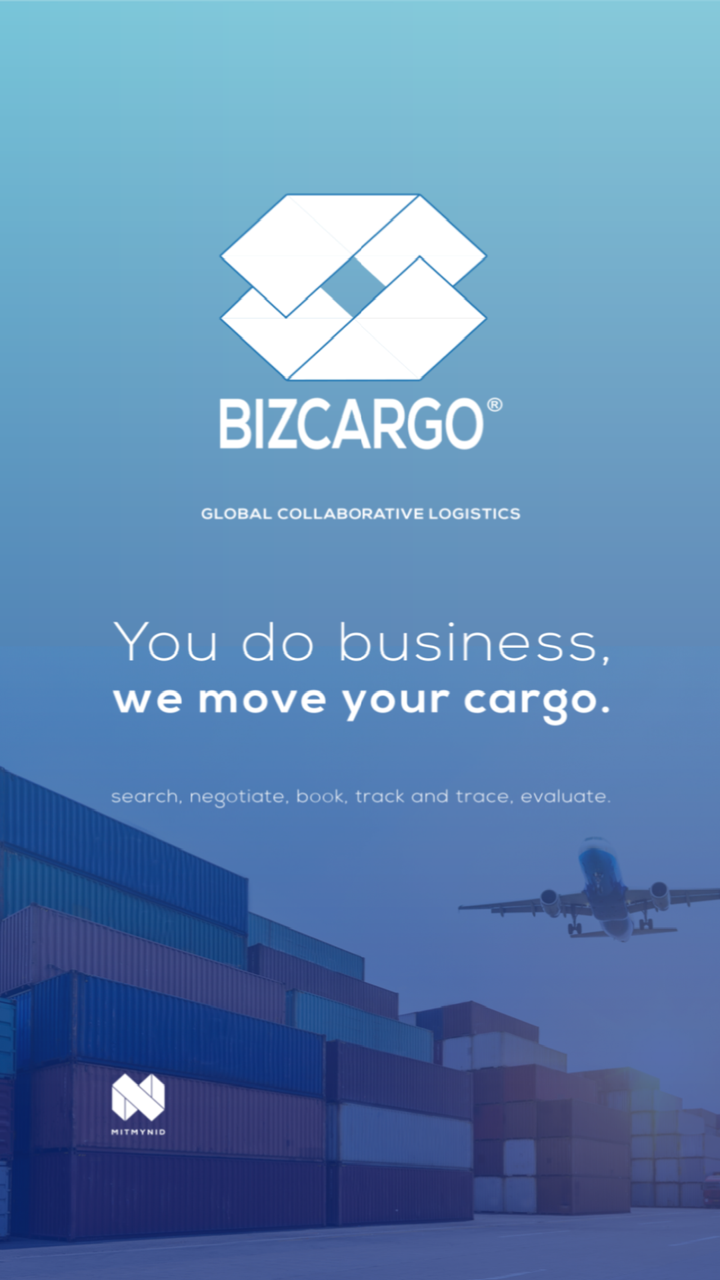 BIZCARGO®
GLOBAL COLLABORATIVE LOGISTICS
You do business,
we move your cargo.
search, negotiate, book, track and trace, evaluate.
MITMYNID